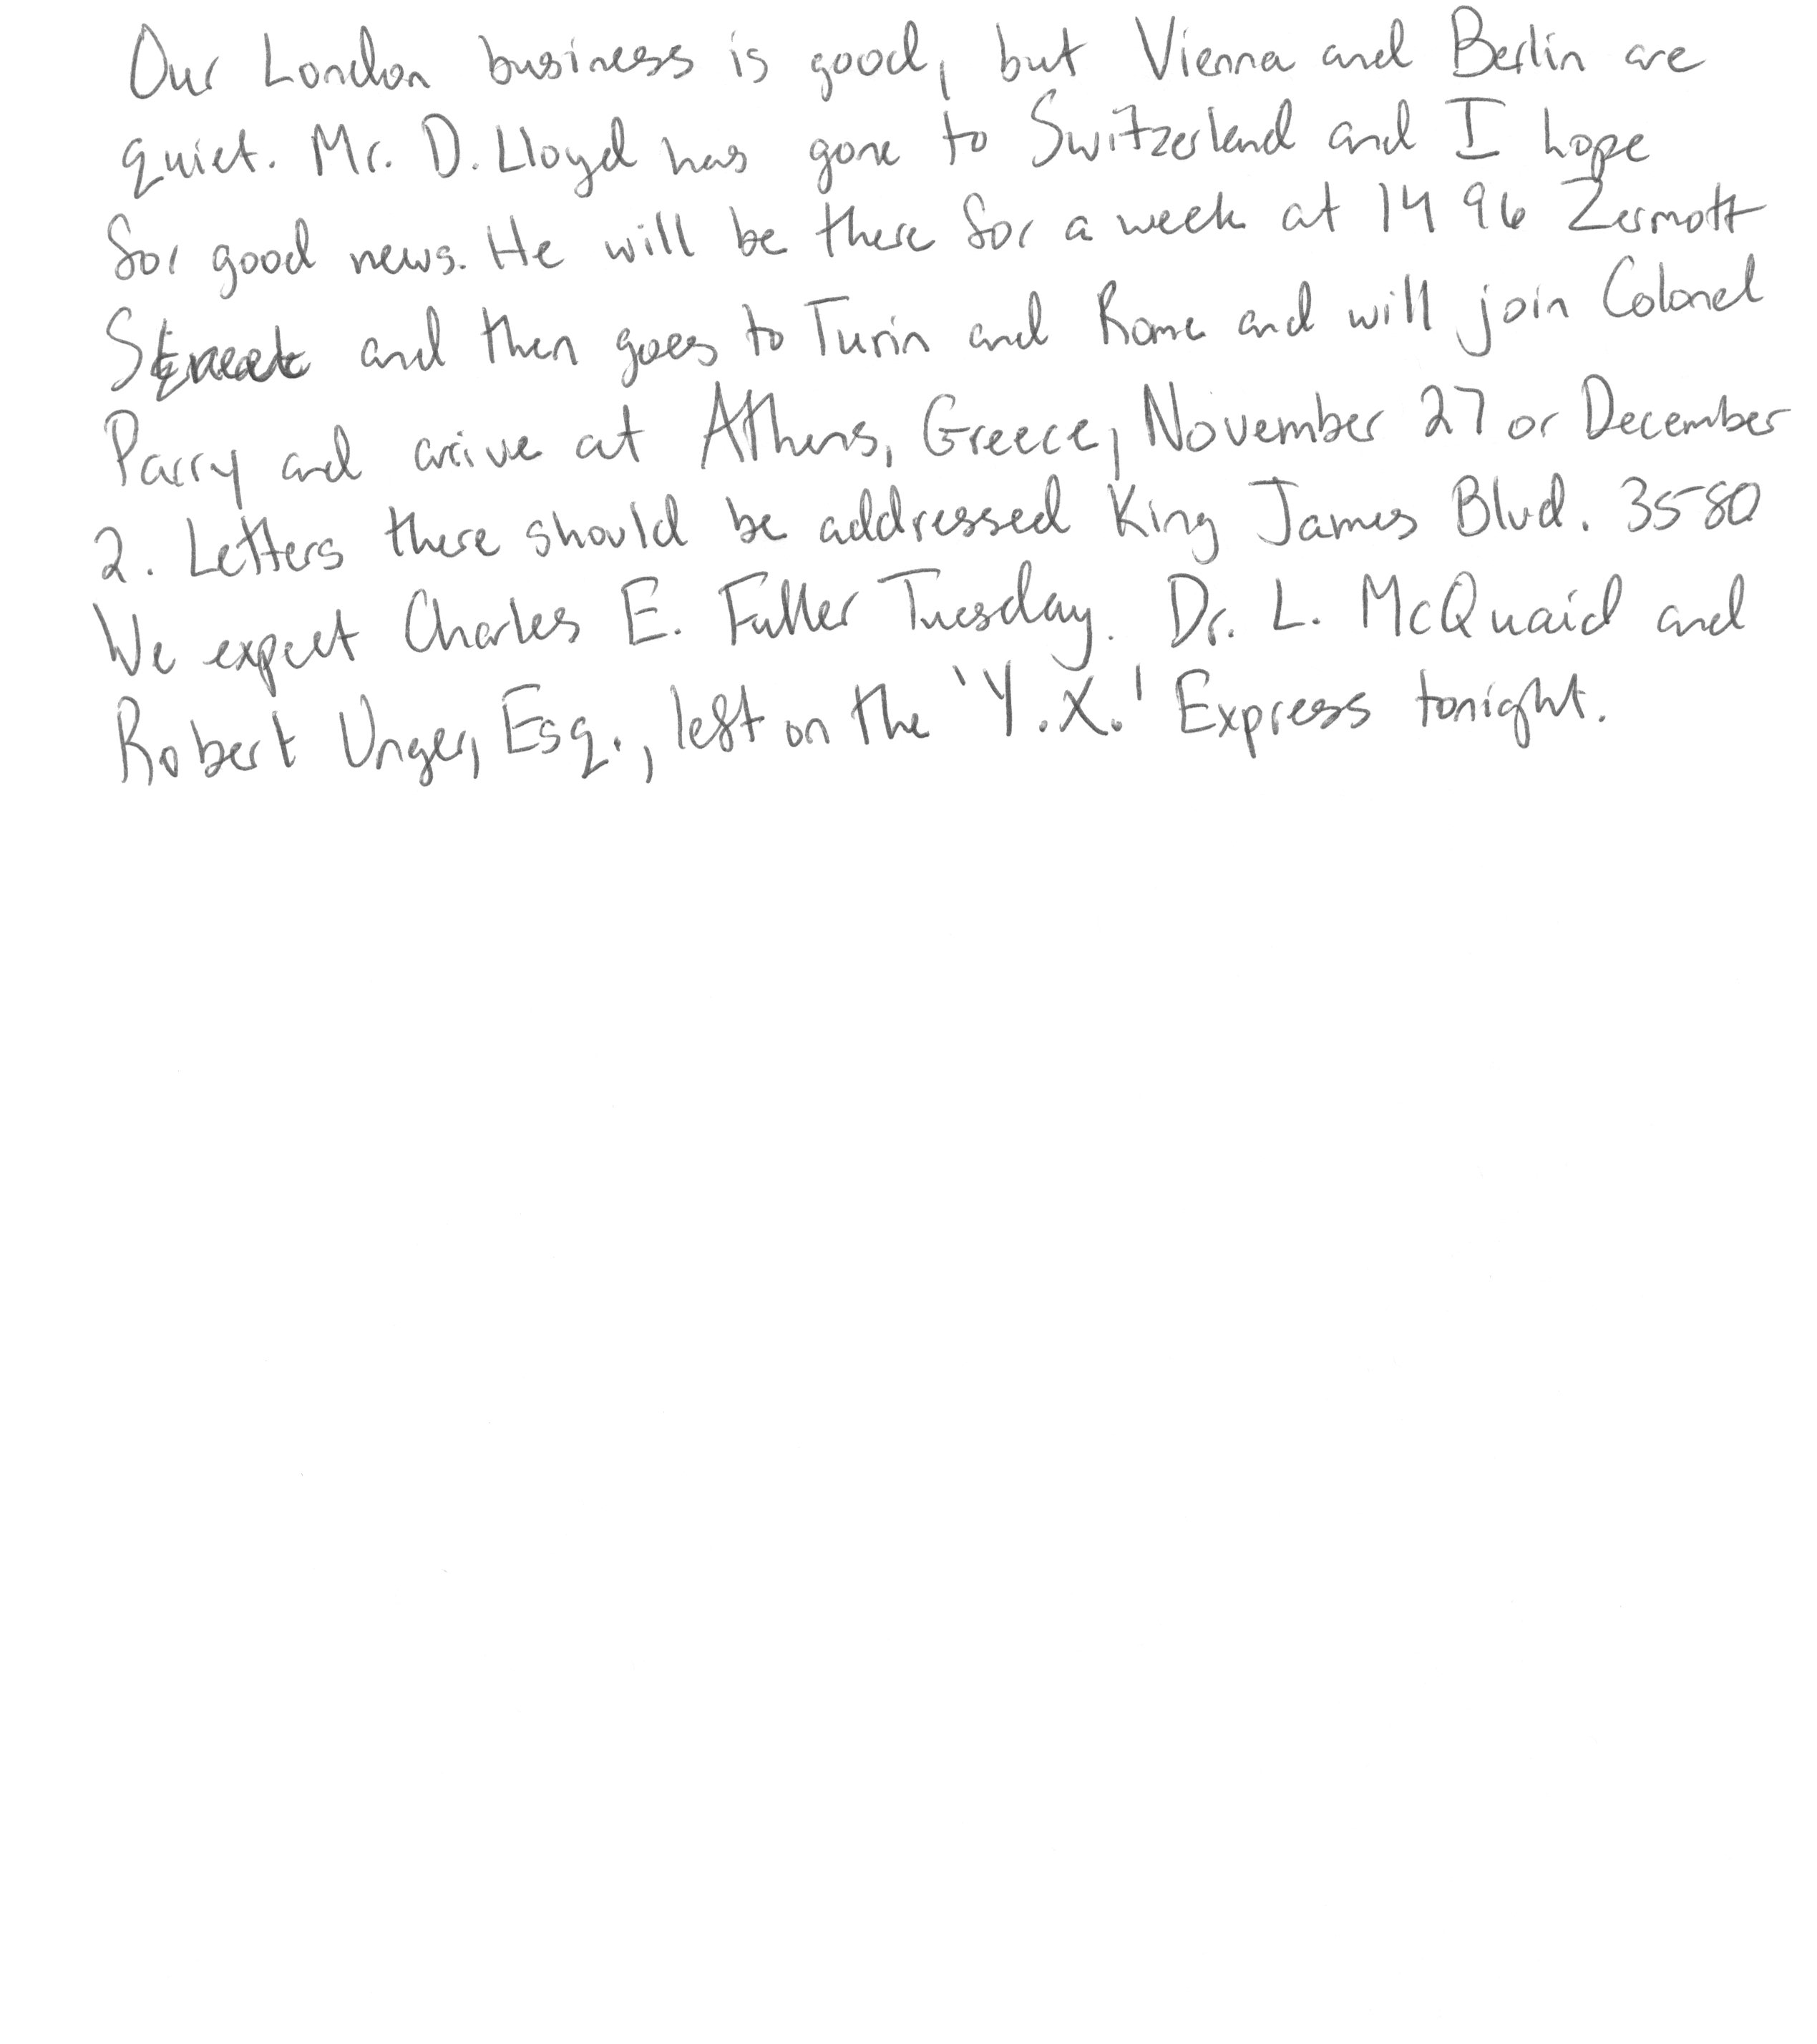 Our London business is good, but Vienna and Berlin are
quiet. Mr. D. Lloyd has gone to Switzerland and I hope
for good news. He will be there for a week at 14 96 Zermott
Street and then goes to Turin and Rome and will join Colonel
Parry and arrive at Athens, Greece, November 27 or December
2. Letters there should be addressed King James Blvd. 3580
We expect Charles E. Fuller Tuesday. Dr. L. McQuaid and
Robert Unger, Esq., left on the 'Y.X.' Express tonight.